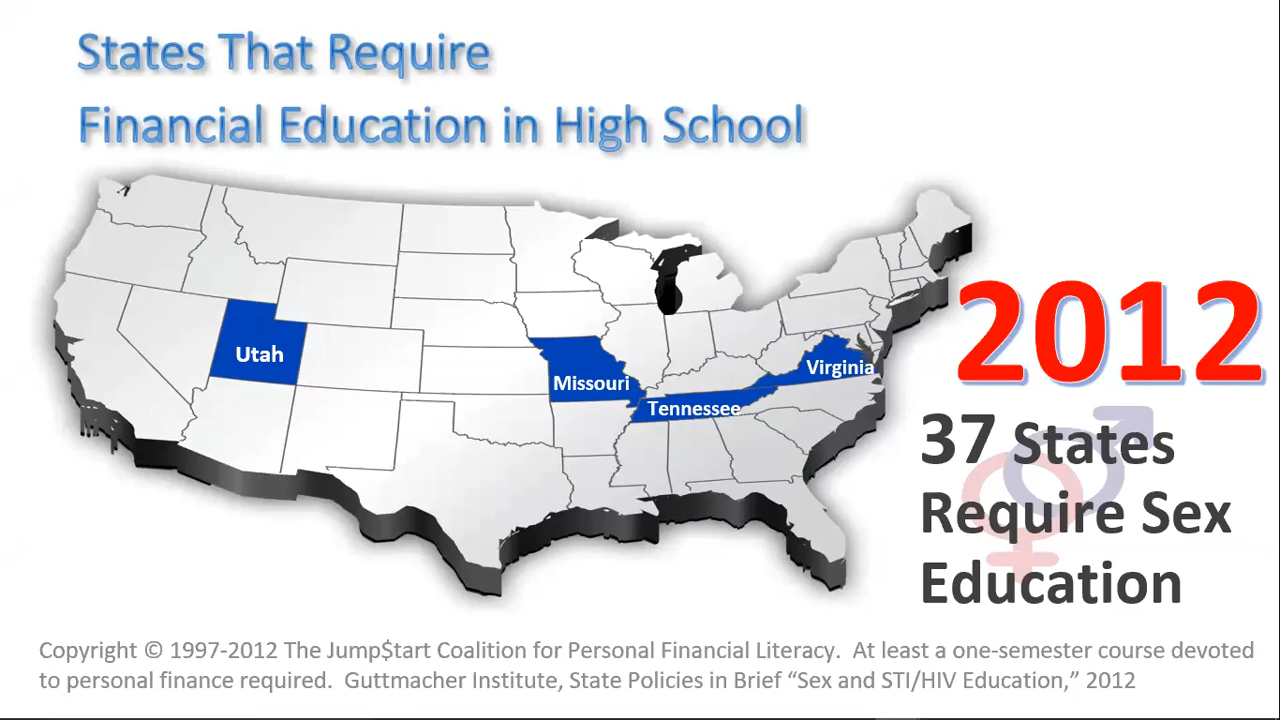 States That Require
Financial Education in High School
Utah
Missouri
Tennessee
Virginia
2012
37 States
Require Sex
Education
Copyright © 1997-2012 The Jump$tart Coalition for Personal Financial Literacy.  At least a one-semester course devoted
to personal finance required.  Guttmacher Institute, State Policies in Brief “Sex and STI/HIV Education,” 2012